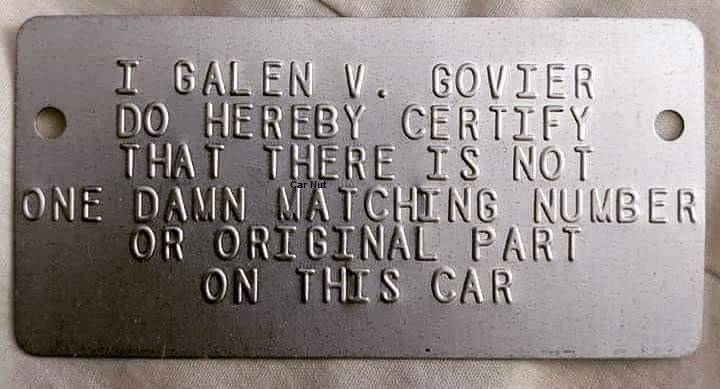 I GALEN V. GOVIER
DO HEREBY CERTIFY
THAT THERE IS NOT
Car Nut
ONE DAMN MATCHING NUMBER
OR ORIGINAL PART
ON THIS CAR